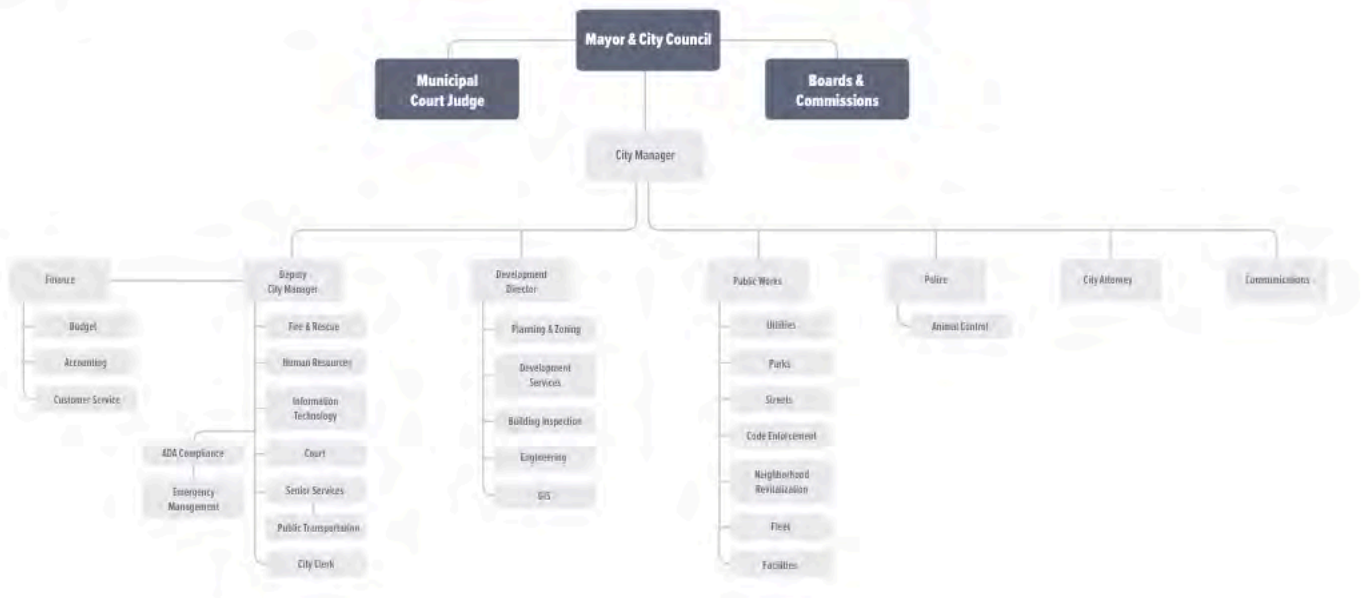 Mayor & City Council
Municipal
Court Judge
Boards &
Commissions
City Manager
Finance
Deputy
City Manager
Development
Director
Public Works
Police
City Attorney
Communications
Budget
Accounting
Customer Service
Fire & Rescue
Human Resources
Information
Technology
ADA Compliance
Emergency
Management
Court
Senior Services
Public Transportation
City Clerk
Planning & Zoning
Development
Services
Building Inspection
Engineering
GIS
Utilities
Parks
Streets
Code Enforcement
Neighborhood
Revitalization
Fleet
Facilities
Animal Control